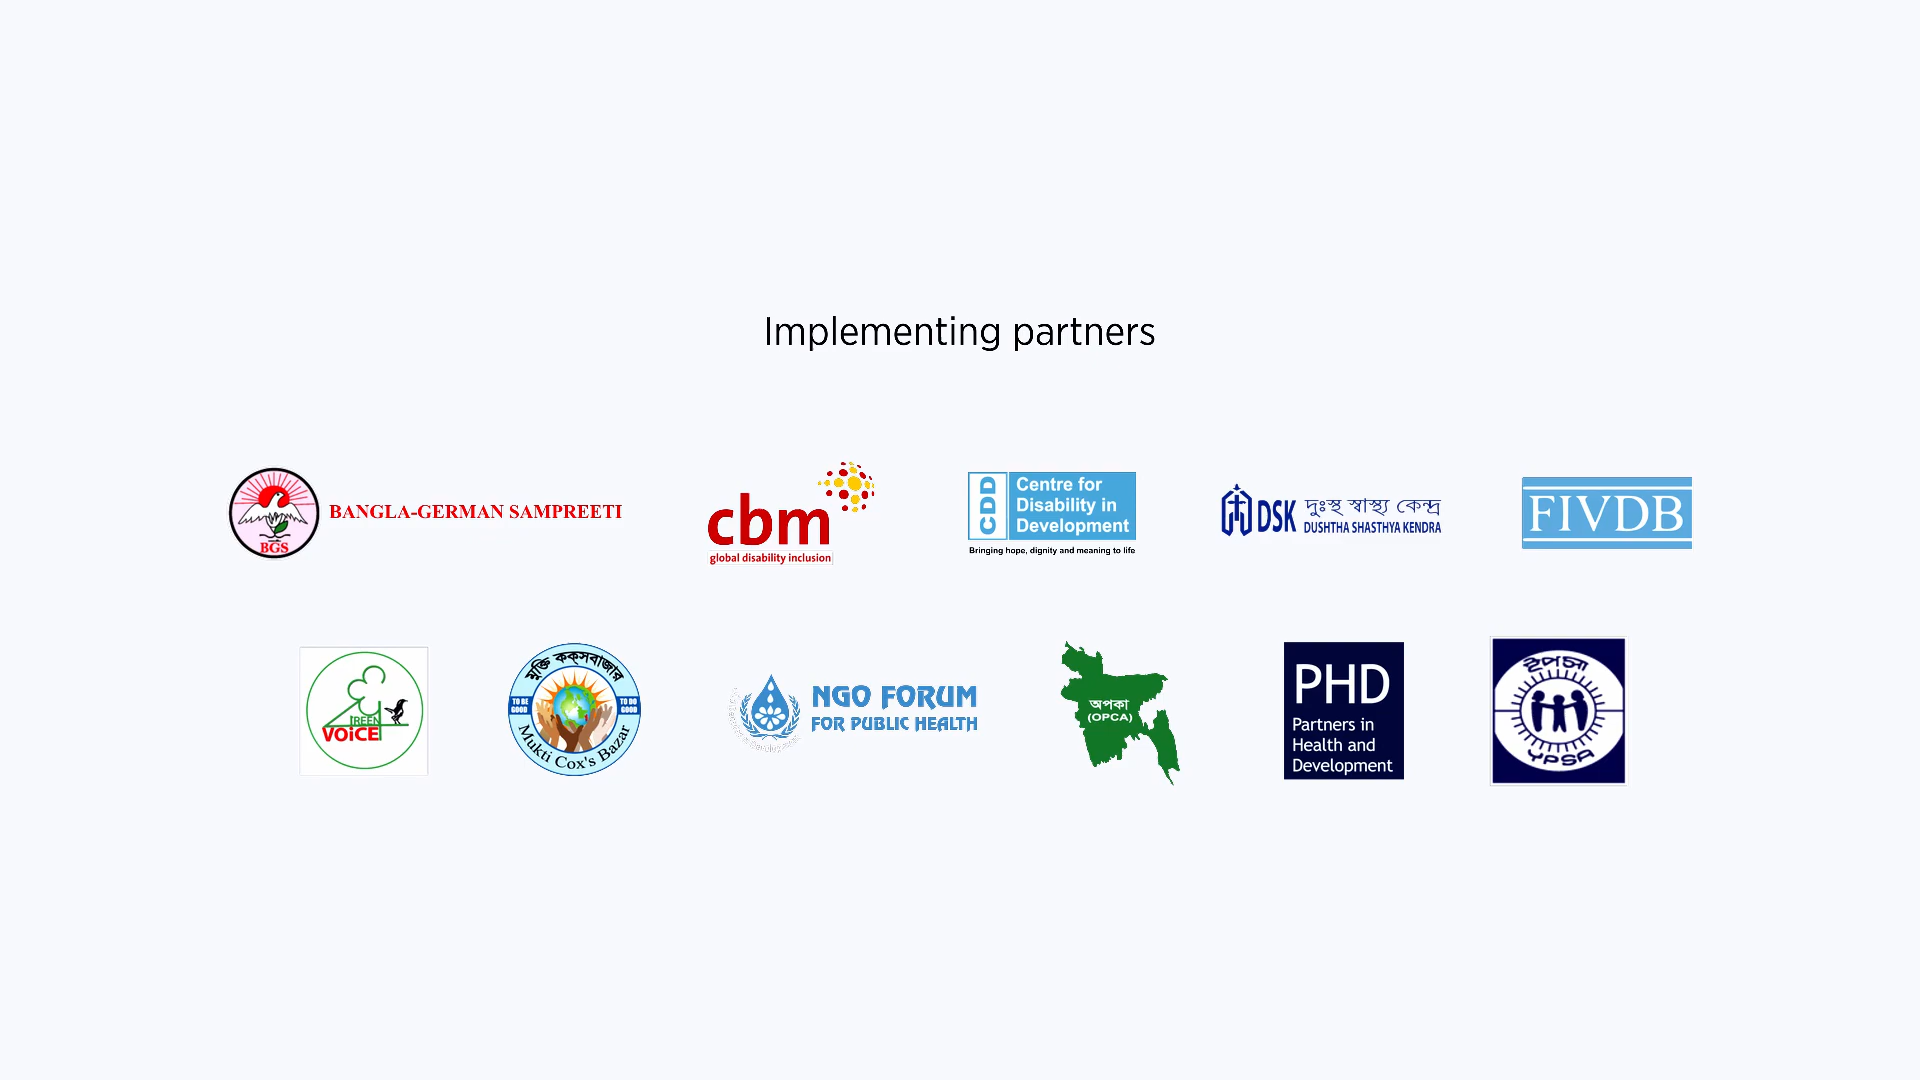 Implementing partners
BGS
BANGLA-GERMAN SAMPREETI
cbm
global disability inclusion
CDD
Centre for
Disability in
Development
Bringing hope, dignity and meaning to life
DSK
দুঃস্থ স্বাস্থ্য কেন্দ্র
DUSHTHA SHASTHYA KENDRA
FIVDB
REEN
VOiCE
মুক্তি কক্সবাজার
TO BE
GOOD
TO DO
GOOD
Mukti Cox's Bazar
NGO FORUM
FOR PUBLIC HEALTH
অপকা
(OPCA)
PHD
Partners in
Health and
Development
ইপসা
YPSA